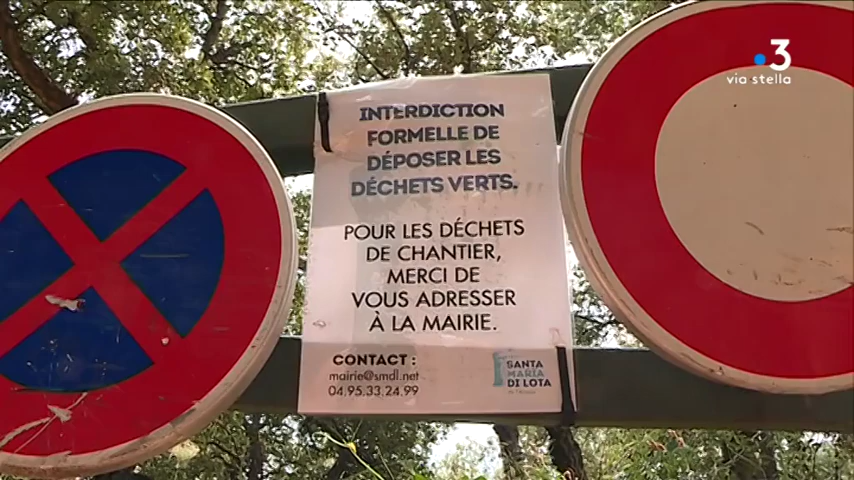 3
via stella
INTERDICTION
FORMELLE DE
DÉPOSER LES
DÉCHETS VERTS.
POUR LES DÉCHETS
DE CHANTIER,
MERCI DE
VOUS ADRESSER
À LA MAIRIE.
CONTACT :
mairie@smdl.net
04.95.33.24.99
SANTA
MARIA
DI LOTA